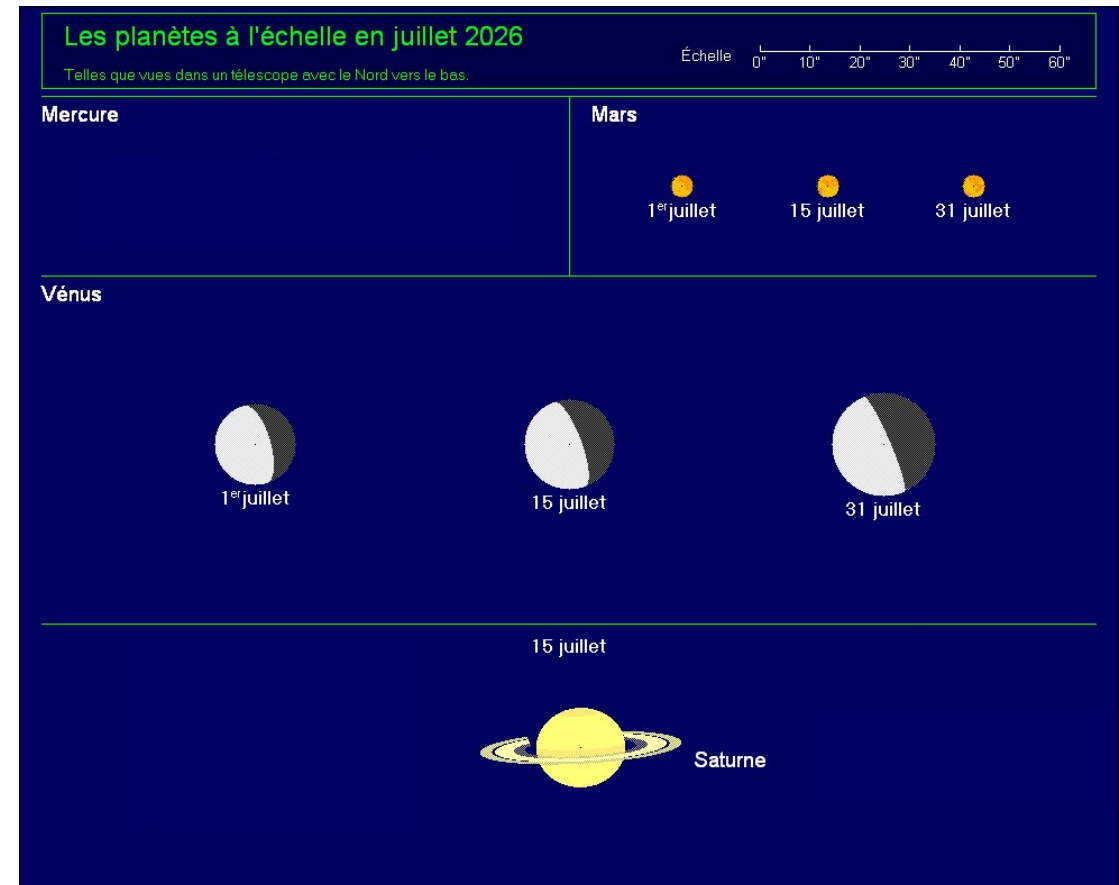 Les planètes à l'échelle en juillet 2026
Telles que vues dans un télescope avec le Nord vers le bas.
Échelle 0" 10" 20" 30" 40" 50" 60"
Mercure
Mars
1er juillet 15 juillet 31 juillet
Vénus
1er juillet 15 juillet 31 juillet
15 juillet
Saturne